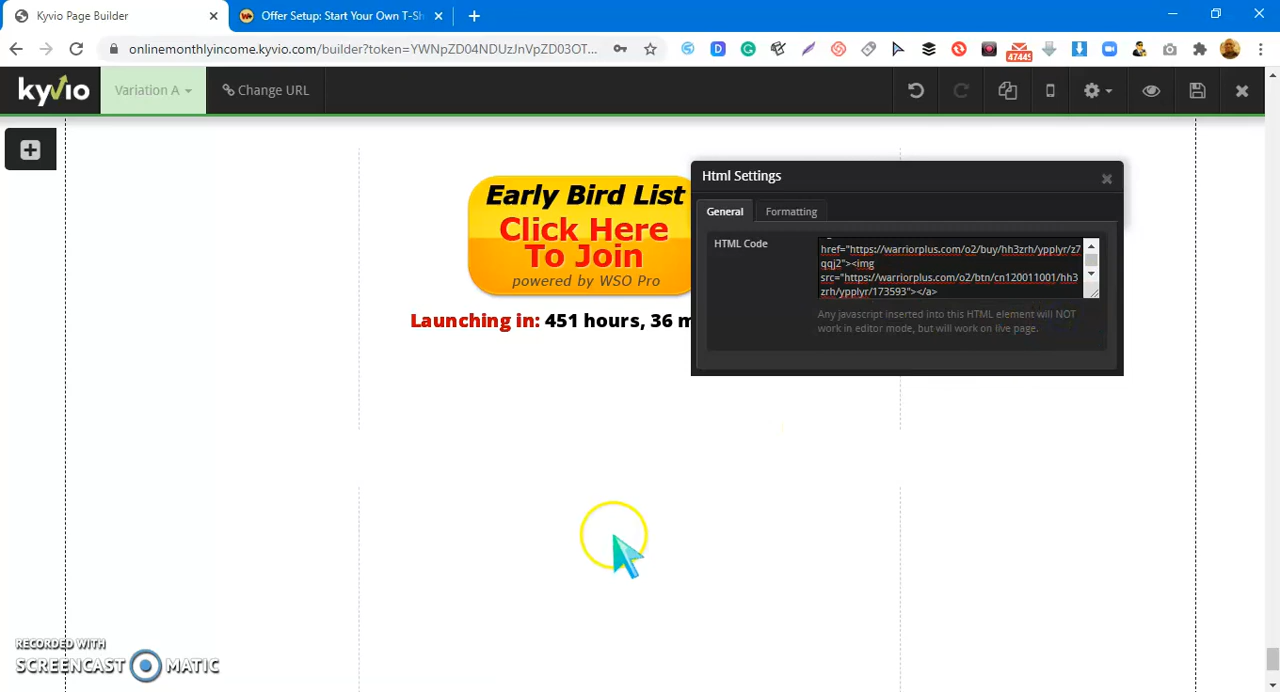 Kyvio Page Builder
Offer Setup: Start Your Own T-Sh
onlinemonthlyincome.kyvio.com/builder?token=YWNpZD04NDUzJnVpZD03OT...
47445
kyvio
Variation A
Change URL
Early Bird List
Click Here
To Join
powered by WSO Pro
Launching in: 451 hours, 36 m
Html Settings
General
Formatting
HTML Code
href="https://warriorplus.com/o2/buy/hh3zrh/ypplyr/z7
qqj2"><img
src="https://warriorplus.com/o2/btn/cn120011001/hh3
zrh/ypplyr/173593"></a>
Any javascript inserted into this HTML element will NOT
work in editor mode, but will work on live page.
RECORDED WITH
SCREENCAST MATIC